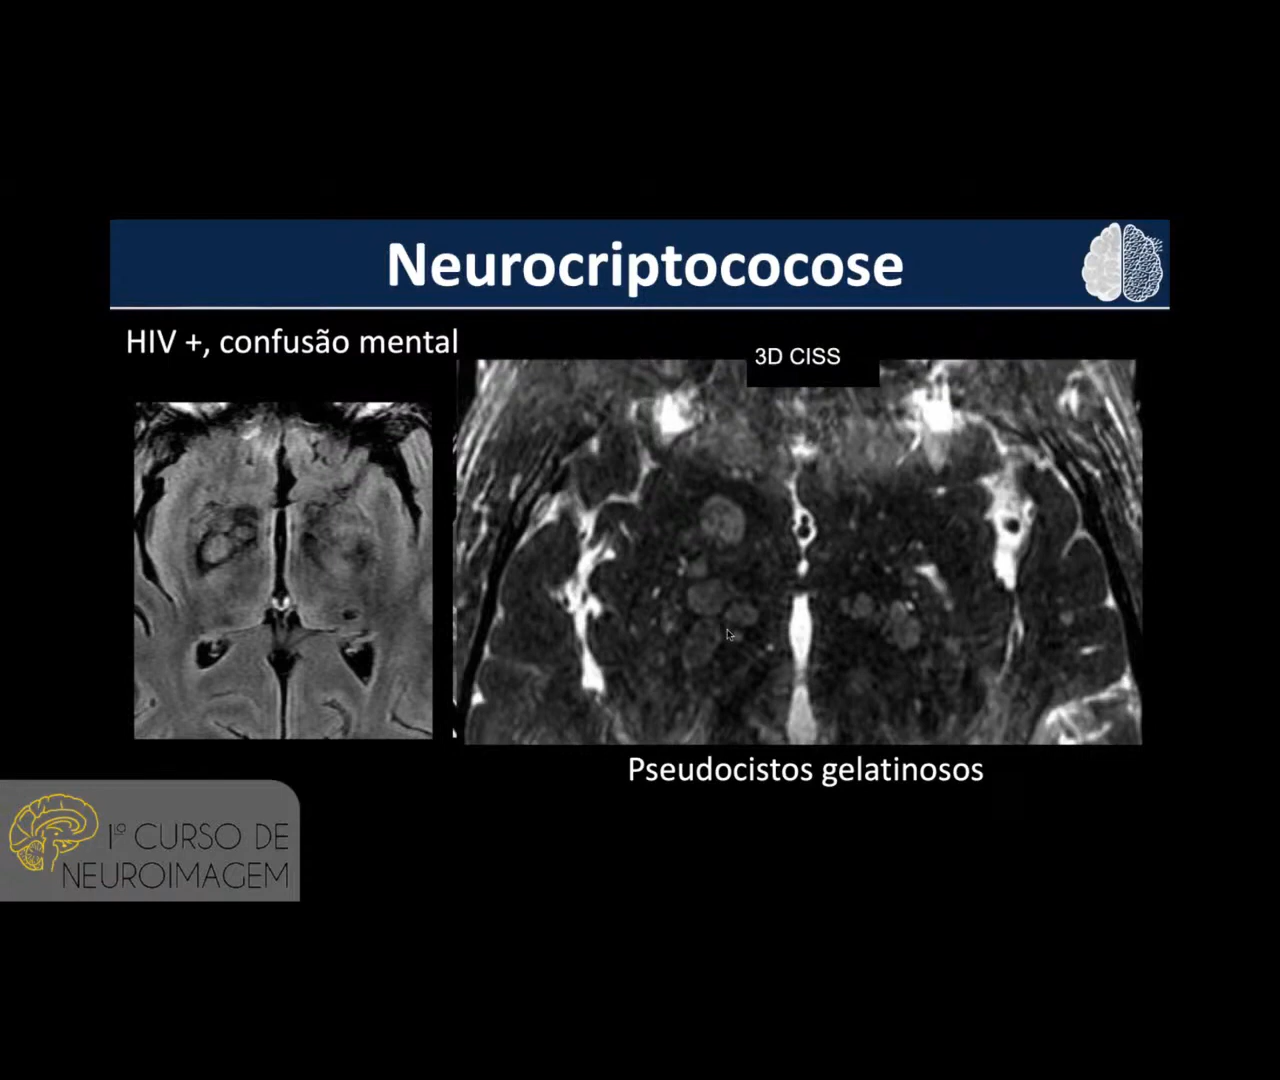 Neurocriptococose
HIV +, confusão mental
3D CISS
Pseudocistos gelatinosos
1º CURSO DE
NEUROIMAGEM